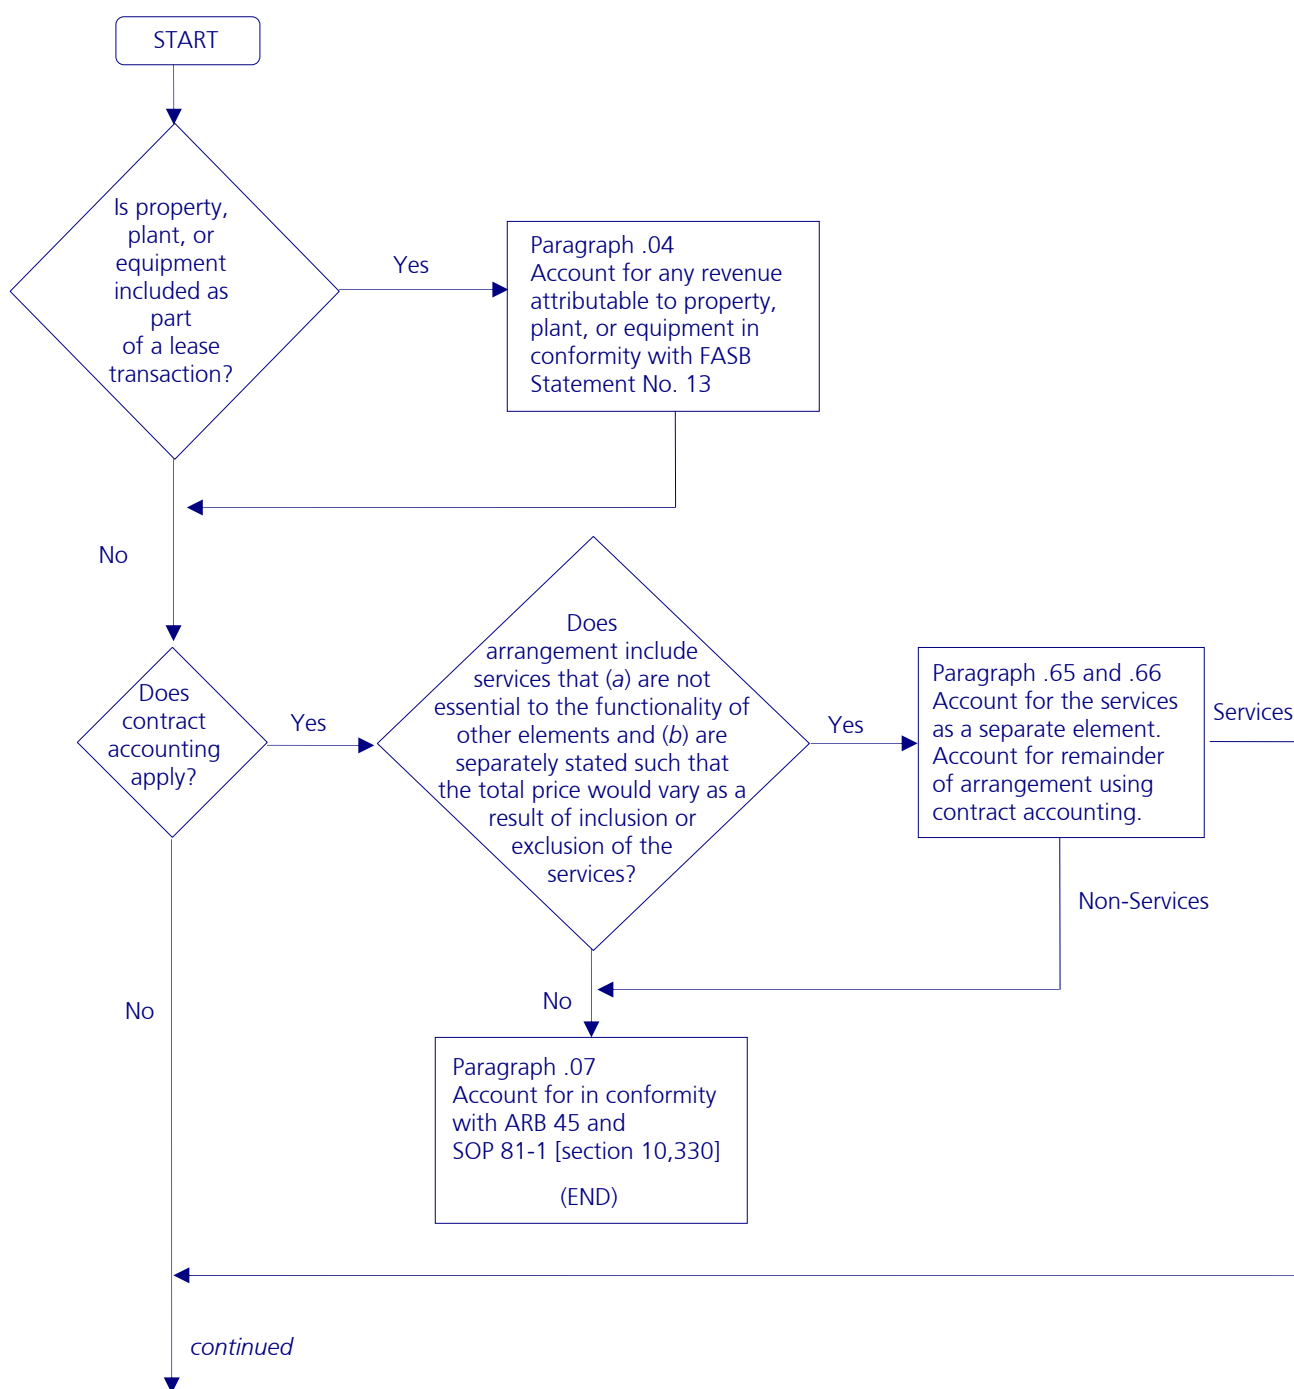 START
Is property,
plant, or
equipment
included as
part
of a lease
transaction?
Yes
Paragraph .04
Account for any revenue
attributable to property,
plant, or equipment in
conformity with FASB
Statement No. 13
No
Does
contract
accounting
apply?
Yes
Does
arrangement include
services that (a) are not
essential to the functionality of
other elements and (b) are
separately stated such that
the total price would vary as a
result of inclusion or
exclusion of the
services?
Yes
Paragraph .65 and .66
Account for the services
as a separate element.
Account for remainder
of arrangement using
contract accounting.
Services
Non-Services
No
No
Paragraph .07
Account for in conformity
with ARB 45 and
SOP 81-1 [section 10,330]
(END)
continued